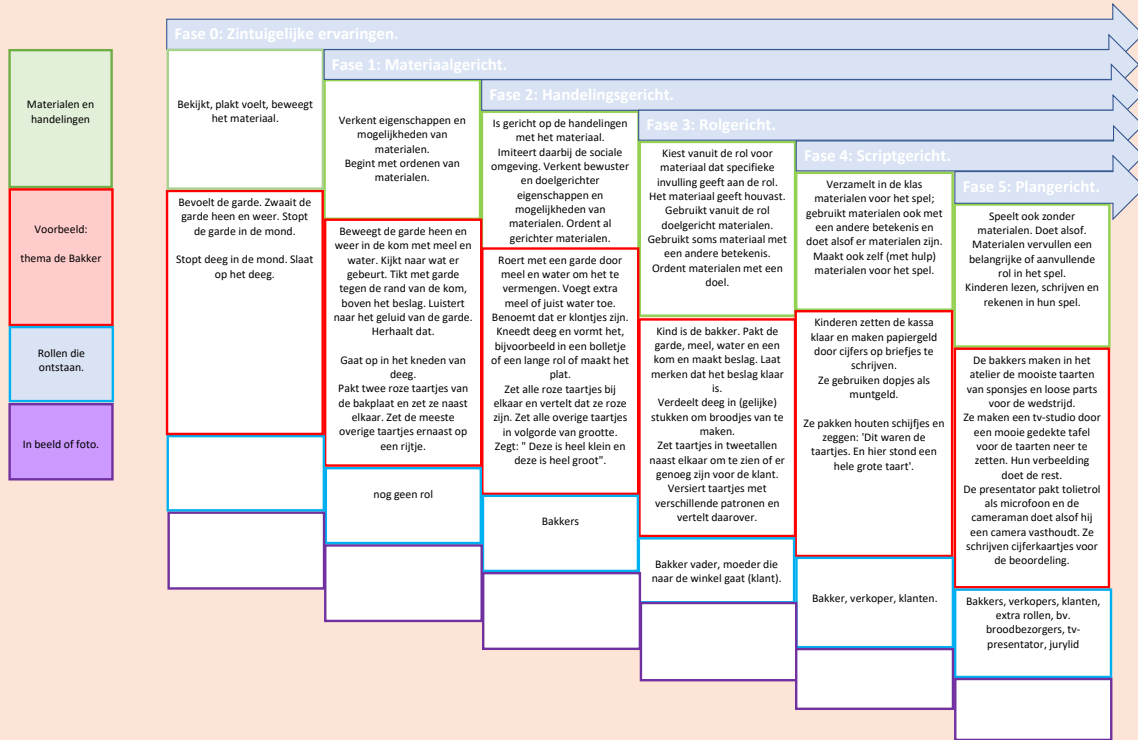 Fase 0: Zintuigelijke ervaringen.
Fase 1: Materiaalgericht.
Fase 2: Handelingsgericht.
Fase 3: Rolgericht.
Fase 4: Scriptgericht.
Fase 5: Plangericht.
Materialen en
handelingen
Voorbeeld:
thema de Bakker
Rollen die
ontstaan.
In beeld of foto.
Bekijkt, plakt voelt, beweegt
het materiaal.
Bevoelt de garde. Zwaait de
garde heen en weer. Stopt
de garde in de mond.
Stopt deeg in de mond. Slaat
op het deeg.
Verkent eigenschappen en
mogelijkheden van
materialen.
Begint met ordenen van
materialen.
Beweegt de garde heen en
weer in de kom met meel en
water. Kijkt naar wat er
gebeurt. Tikt met garde
tegen de rand van de kom,
boven het beslag. Luistert
naar het geluid van de garde.
Herhaalt dat.
Gaat op in het kneden van
deeg.
Pakt twee roze taartjes van
de bakplaat en zet ze naast
elkaar. Zet de meeste
overige taartjes ernaast op
een rijtje.
nog geen rol
Is gericht op de handelingen
met het materiaal.
Imiteert daarbij de sociale
omgeving. Verkent bewuster
en doelgerichter
eigenschappen en
mogelijkheden van
materialen. Ordent al
gerichter materialen.
Roert met een garde door
meel en water om het te
vermengen. Voegt extra
meel of juist water toe.
Benoemt dat er klontjes zijn.
Kneedt deeg en vormt het,
bijvoorbeeld in een bolletje
of een lange rol of maakt het
plat.
Zet alle roze taartjes bij
elkaar en vertelt dat ze roze
zijn. Zet alle overige taartjes
in volgorde van grootte.
Zegt: " Deze is heel klein en
deze is heel groot".
Bakkers
Kiest vanuit de rol voor
materiaal dat specifieke
invulling geeft aan de rol.
Het materiaal geeft houvast.
Gebruikt vanuit de rol
doelgericht materialen.
Gebruikt soms materiaal met
een andere betekenis.
Ordent materialen met een
doel.
Kind is de bakker. Pakt de
garde, meel, water en een
kom en maakt beslag. Laat
merken dat het beslag klaar
is.
Verdeelt deeg in (gelijke)
stukken om broodjes van te
maken.
Zet taartjes in tweetallen
naast elkaar om te zien of er
genoeg zijn voor de klant.
Versiert taartjes met
verschillende patronen en
vertelt daarover.
Bakker vader, moeder die
naar de winkel gaat (klant).
Verzamelt in de klas
materialen voor het spel;
gebruikt materialen ook met
een andere betekenis en
doet alsof er materialen zijn.
Maakt ook zelf (met hulp)
materialen voor het spel.
Kinderen zetten de kassa
klaar en maken papiergeld
door cijfers op briefjes te
schrijven.
Ze gebruiken dopjes als
muntgeld.
Ze pakken houten schijfjes en
zeggen: 'Dit waren de
taartjes. En hier stond een
hele grote taart'.
Bakker, verkoper, klanten.
Speelt ook zonder
materialen. Doet alsof.
Materialen vervullen een
belangrijke of aanvullende
rol in het spel.
Kinderen lezen, schrijven en
rekenen in hun spel.
De bakkers maken in het
atelier de mooiste taarten
van sponsjes en loose parts
voor de wedstrijd.
Ze maken een tv-studio door
een mooie gedekte tafel
voor de taarten neer te
zetten. Hun verbeelding
doet de rest.
De presentator pakt tolietrol
als microfoon en de
cameraman doet alsof hij
een camera vasthoudt. Ze
schrijven cijferkaartjes voor
de beoordeling.
Bakkers, verkopers, klanten,
extra rollen, bv.
broodbezorgers, tv-
presentator, jurylid